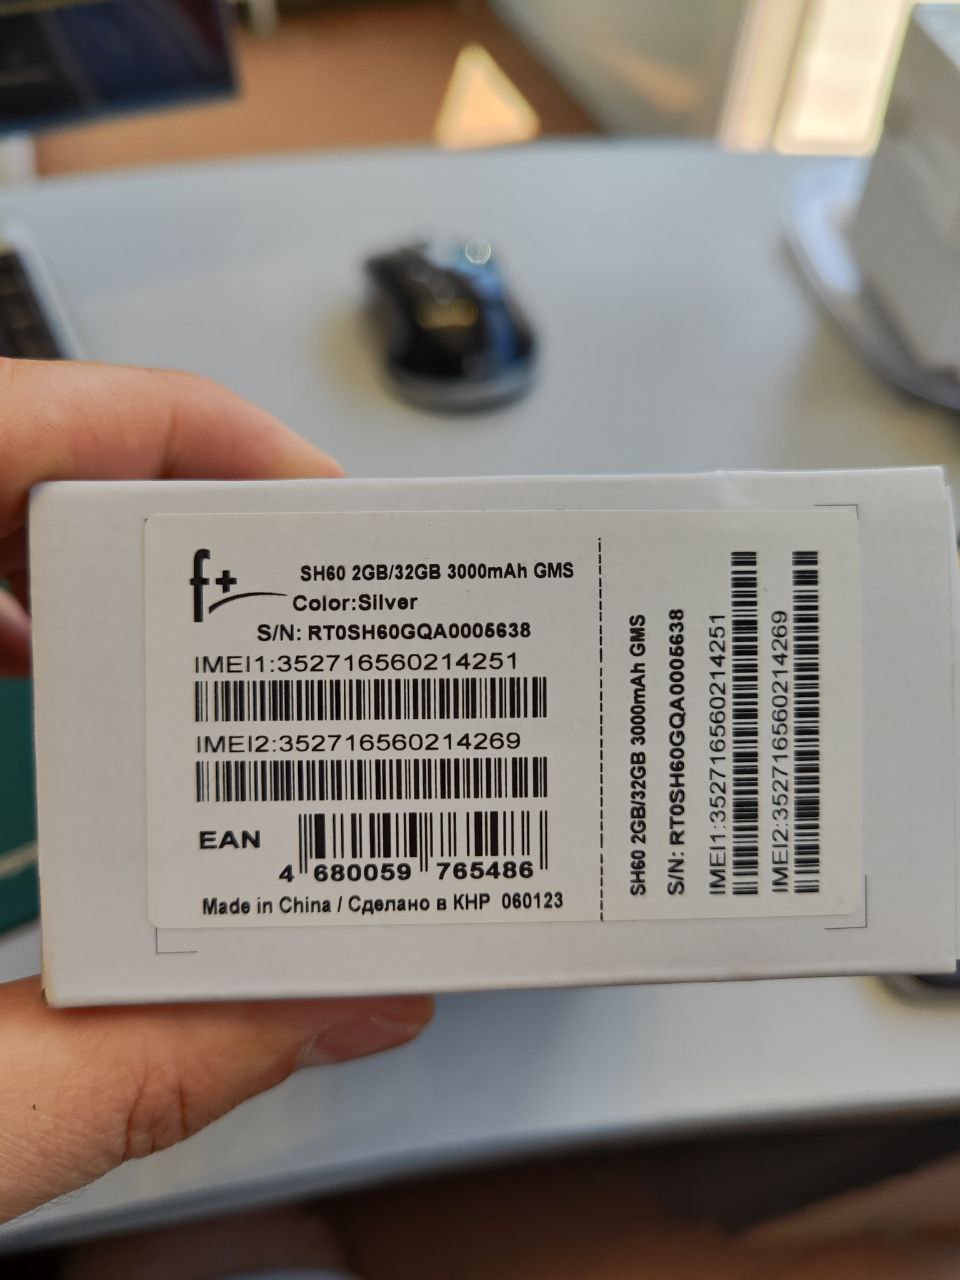 f+
SH60 2GB/32GB 3000mAh GMS
Color:Silver
S/N: RT0SH60GQA0005638
IMEI1:352716560214251
IMEI2:352716560214269
EAN
4 680059 765486
Made in China / Сделано в КНР 060123
SH60 2GB/32GB 3000mAh GMS
S/N: RT0SH60GQA0005638
IMEI1:352716560214251
IMEI2:352716560214269